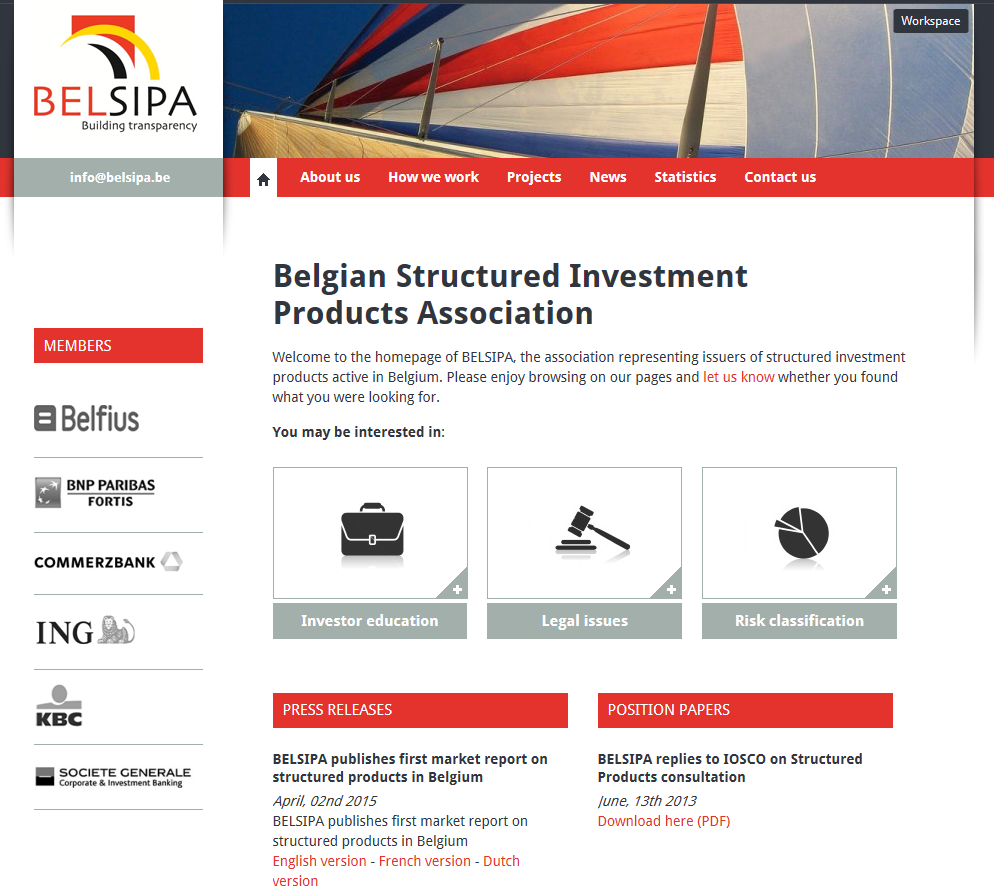 Workspace
BELSIPA
Building transparency
info@belsipa.be
About us
How we work
Projects
News
Statistics
Contact us
Belgian Structured Investment
Products Association
Welcome to the homepage of BELSIPA, the association representing issuers of structured investment
products active in Belgium. Please enjoy browsing on our pages and let us know whether you found
what you were looking for.
You may be interested in:
Investor education
Legal issues
Risk classification
MEMBERS
Belfius
BNP PARIBAS
FORTIS
COMMERZBANK
ING
KBC
SOCIETE GENERALE
Corporate & Investment Banking
PRESS RELEASES
BELSIPA publishes first market report on
structured products in Belgium
April, 02nd 2015
BELSIPA publishes first market report on
structured products in Belgium
English version - French version - Dutch
version
POSITION PAPERS
BELSIPA replies to IOSCO on Structured
Products consultation
June, 13th 2013
Download here (PDF)